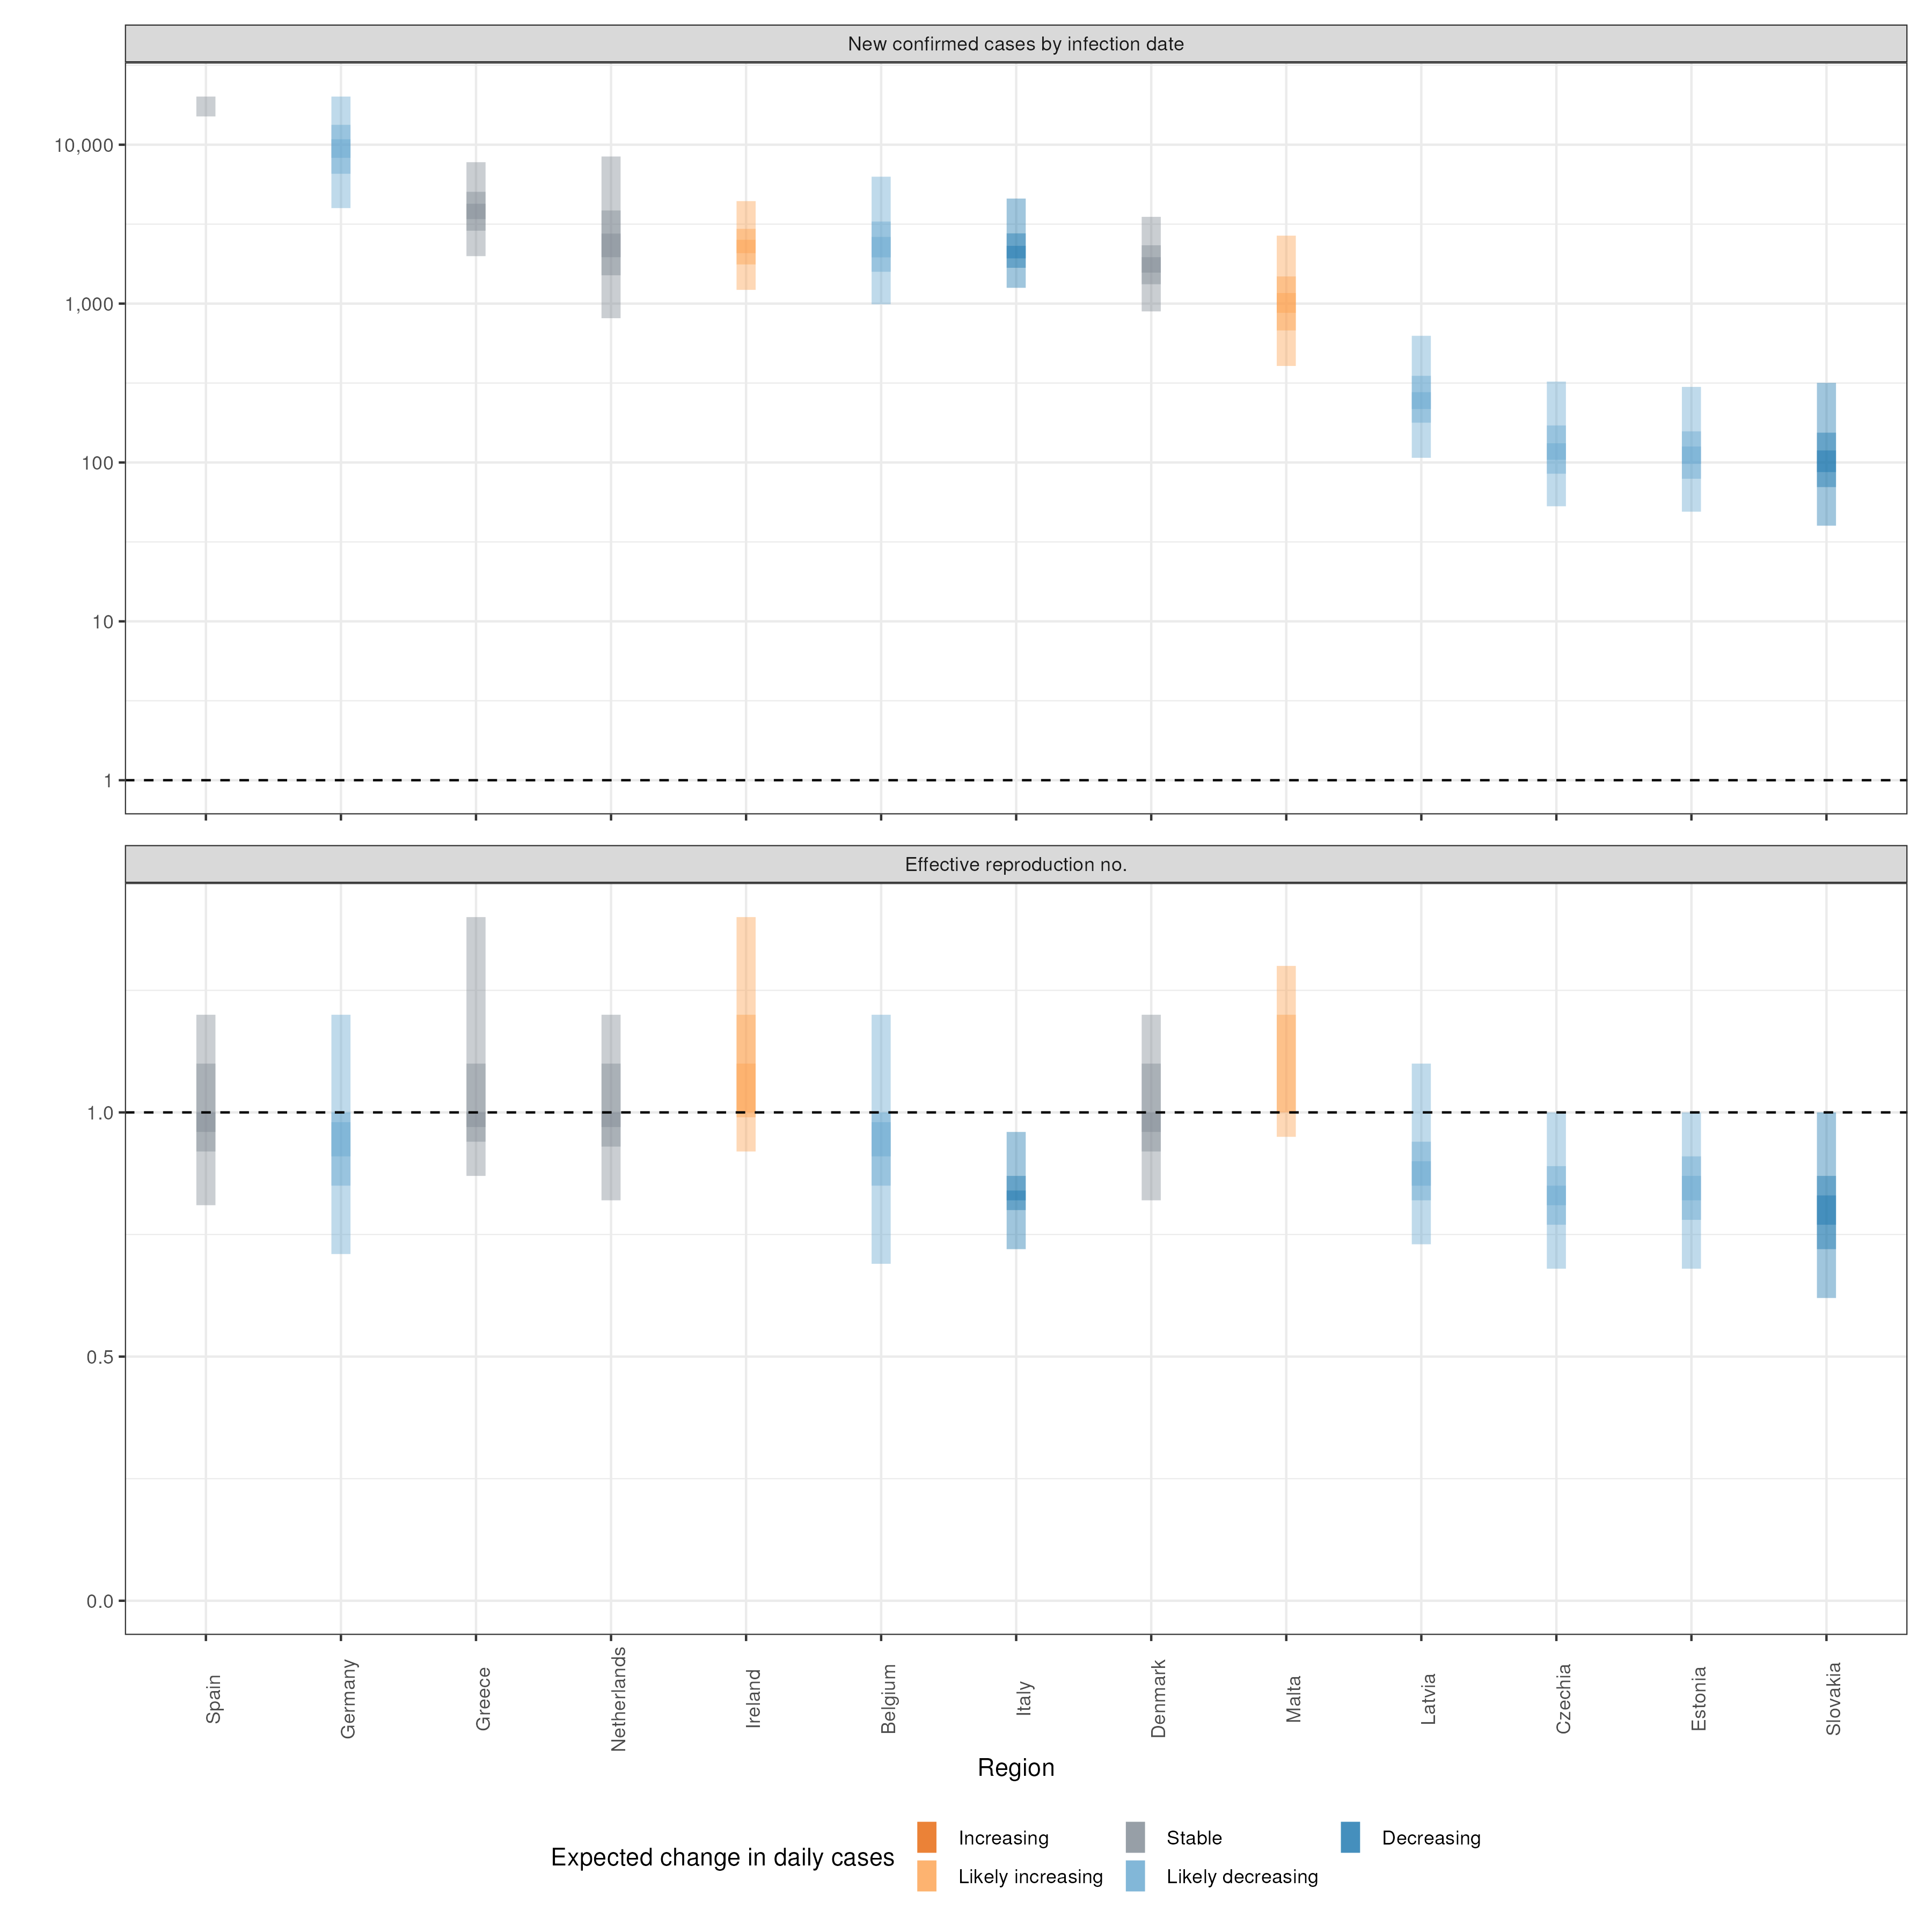 New confirmed cases by infection date
10,000
1,000
100
10
1
Effective reproduction no.
1.0
0.5
0.0
Spain
Germany
Greece
Netherlands
Ireland
Belgium
Italy
Denmark
Malta
Latvia
Czechia
Estonia
Slovakia
Region
Expected change in daily cases
Increasing
Likely increasing
Stable
Likely decreasing
Decreasing